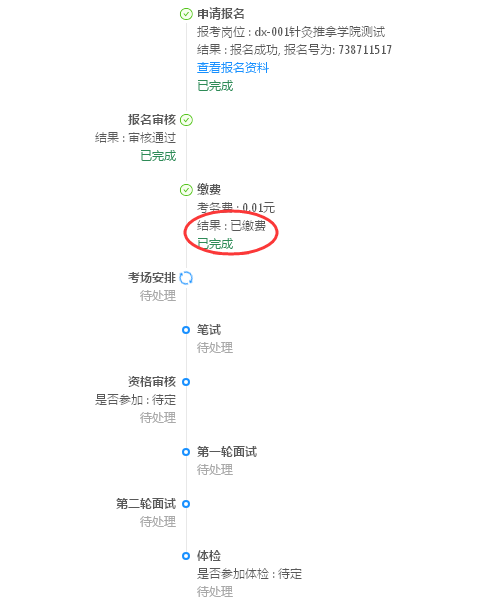 申请报名
报考岗位 : dx-001针灸推拿学院测试
结果 : 报名成功, 报名号为: 738711517
查看报名资料
已完成
报名审核
结果 : 审核通过
已完成
缴费
考务费 : 0.01元
结果 : 已缴费
已完成
考场安排
待处理
笔试
待处理
资格审核
是否参加 : 待定
待处理
第一轮面试
待处理
第二轮面试
待处理
体检
是否参加体检 : 待定
待处理